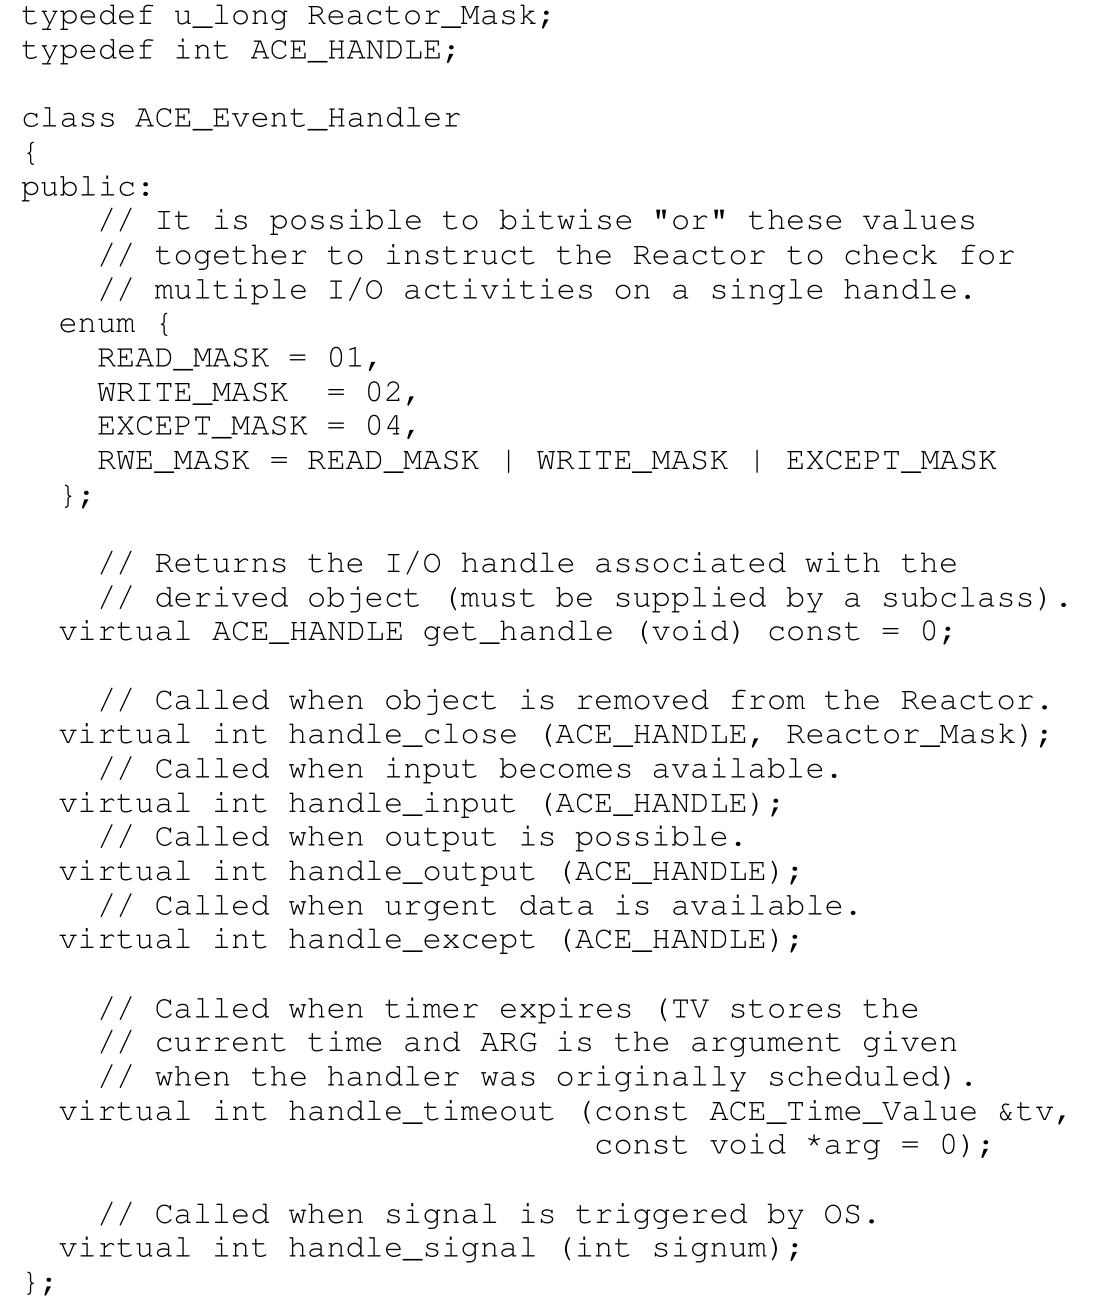 typedef u_long Reactor_Mask;
typedef int ACE_HANDLE;

class ACE_Event_Handler
{
public:
    // It is possible to bitwise "or" these values
    // together to instruct the Reactor to check for
    // multiple I/O activities on a single handle.
  enum {
    READ_MASK = 01,
    WRITE_MASK  = 02,
    EXCEPT_MASK = 04,
    RWE_MASK = READ_MASK | WRITE_MASK | EXCEPT_MASK
  };

    // Returns the I/O handle associated with the
    // derived object (must be supplied by a subclass).
  virtual ACE_HANDLE get_handle (void) const = 0;

    // Called when object is removed from the Reactor.
  virtual int handle_close (ACE_HANDLE, Reactor_Mask);
    // Called when input becomes available.
  virtual int handle_input (ACE_HANDLE);
    // Called when output is possible.
  virtual int handle_output (ACE_HANDLE);
    // Called when urgent data is available.
  virtual int handle_except (ACE_HANDLE);

    // Called when timer expires (TV stores the
    // current time and ARG is the argument given
    // when the handler was originally scheduled).
  virtual int handle_timeout (const ACE_Time_Value &tv,
                              const void *arg = 0);

    // Called when signal is triggered by OS.
  virtual int handle_signal (int signum);
};